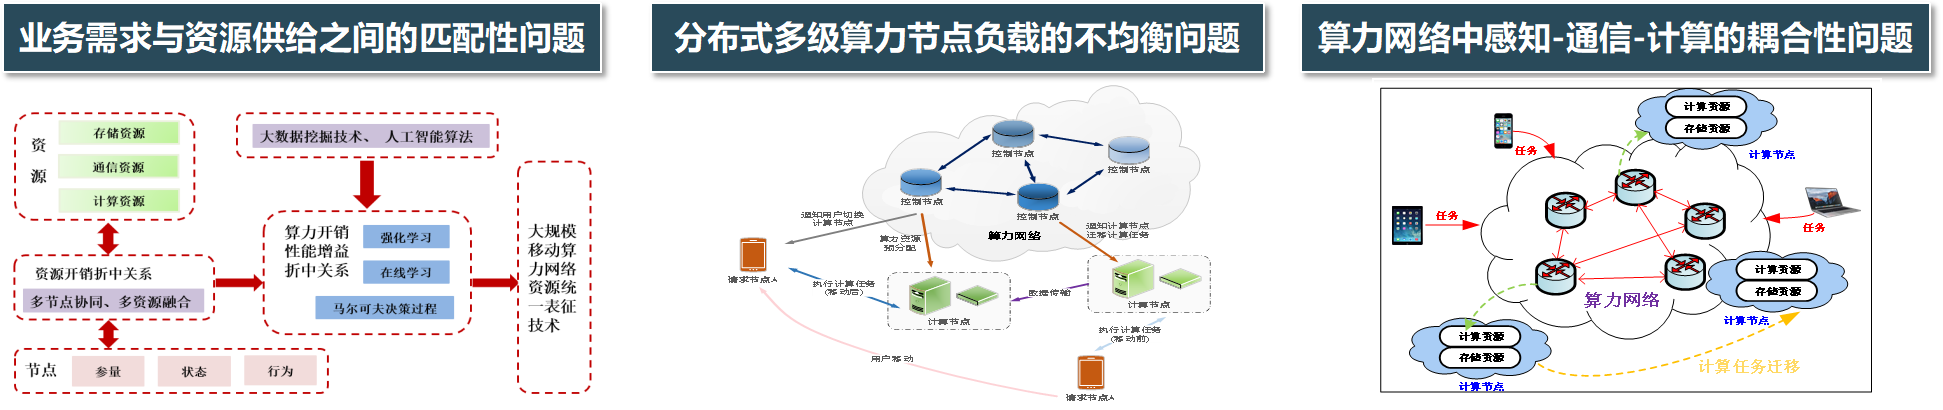 业务需求与资源供给之间的匹配性问题
资
源
存储资源
通信资源
计算资源
大数据挖掘技术、 人工智能算法
资源开销折中关系
多节点协同、多资源融合
算力开销
性能增益
折中关系
强化学习
在线学习
马尔可夫决策过程
大规模
移动算
力网络
资源统
一表征
技术
节点
参量
状态
行为
分布式多级算力节点负载的不均衡问题
控制节点
控制节点
控制节点
控制节点
算力网络
通知用户切换
计算节点
算力资源
预分配
通知计算节点
迁移计算任务
请求节点A
执行计算任务
(移动后)
计算节点
数据传输
计算节点
执行计算任务
(移动前)
用户移动
请求节点A
算力网络中感知-通信-计算的耦合性问题
计算资源
存储资源
计算节点
任务
任务
任务
计算资源
存储资源
计算节点
算力网络
计算资源
存储资源
计算节点
计算任务迁移